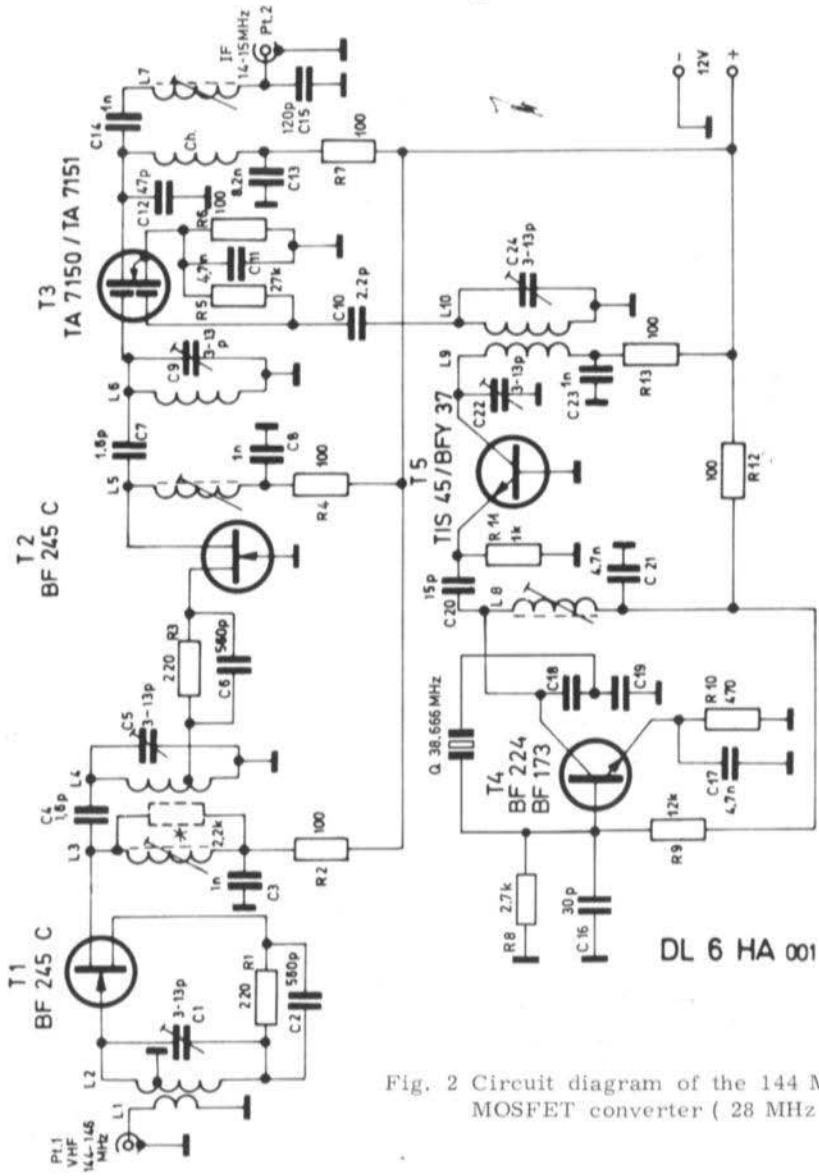 T1
BF 245 C
T2
BF 245 C
T3
TA 7150 / TA 7151
Pt.1
VHF
144-146
MHz
L1
L2
3-13p
C1
R1
220
C2
560p
L3
C4
1,6p
L4
C5
3-13p
*
2,2k
1n
C3
R2
100
R3
220
C6
560p
L5
1,6p
C7
L6
C9
3-13
p
1n
C8
100
R4
C12
47p
R6
100
4,7n
C11
R5
27k
C10
2.2p
C14
1n
L7
Ch.
8.2n
C13
R7
100
120p
C15
IF
14-15MHz
Pt.2
-
12V
+
T5
TIS 45/BFY 37
L10
C24
3-13p
L9
C22
3-13p
1n
C23
100
R13
100
R12
R 11
1k
15p
C20
L8
4.7n
C 21
Q 38.666 MHz
C18
C19
T4
BF 224
BF 173
R10
470
C17
4.7n
12k
R9
2.7k
R8
30p
C16
DL 6 HA 001
Fig. 2 Circuit diagram of the 144 M
MOSFET converter ( 28 MHz